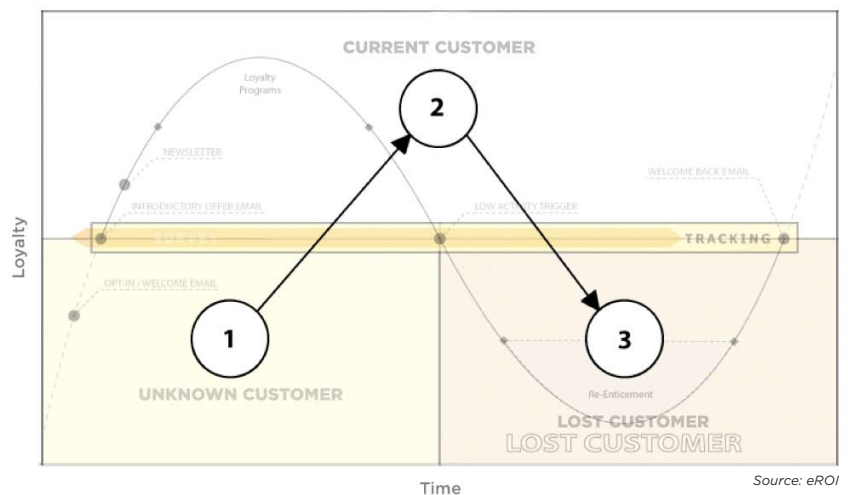 CURRENT CUSTOMER
Loyalty
Programs
2
NEWSLETTER
WELCOME BACK EMAIL
INTRODUCTORY OFFER EMAIL
LOW ACTIVITY TRIGGER
TRACKING
Loyalty
OPT-IN / WELCOME EMAIL
1
3
UNKNOWN CUSTOMER
Re-Enticement
LOST CUSTOMER
LOST CUSTOMER
Time
Source: eROI